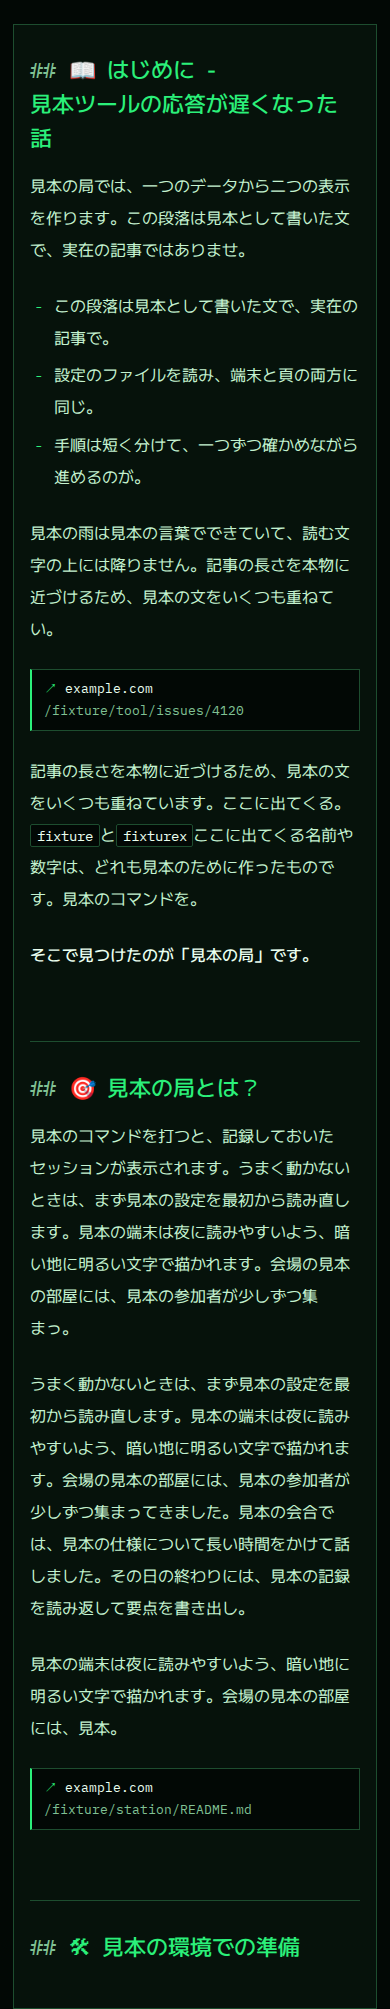 ## 📖 はじめに -
見本ツールの応答が遅くなった
話
見本の局では、一つのデータから二つの表示
を作ります。この段落は見本として書いた文
で、実在の記事ではありませ。
- この段落は見本として書いた文で、実在の
記事で。
- 設定のファイルを読み、端末と頁の両方に
同じ。
- 手順は短く分けて、一つずつ確かめながら
進めるのが。
見本の雨は見本の言葉でできていて、読む文
字の上には降りません。記事の長さを本物に
近づけるため、見本の文をいくつも重ねて
い。
↗ example.com
/fixture/tool/issues/4120
記事の長さを本物に近づけるため、見本の文
をいくつも重ねています。ここに出てくる。
fixture と fixturex ここに出てくる名前や
数字は、どれも見本のために作ったもので
す。見本のコマンドを。
そこで見つけたのが「見本の局」です。
## 🎯 見本の局とは？
見本のコマンドを打つと、記録しておいた
セッションが表示されます。うまく動かない
ときは、まず見本の設定を最初から読み直し
ます。見本の端末は夜に読みやすいよう、暗
い地に明るい文字で描かれます。会場の見本
の部屋には、見本の参加者が少しずつ集
まっ。
うまく動かないときは、まず見本の設定を最
初から読み直します。見本の端末は夜に読み
やすいよう、暗い地に明るい文字で描かれま
す。会場の見本の部屋には、見本の参加者が
少しずつ集まってきました。見本の会合で
は、見本の仕様について長い時間をかけて話
しました。その日の終わりには、見本の記録
を読み返して要点を書き出し。
見本の端末は夜に読みやすいよう、暗い地に
明るい文字で描かれます。会場の見本の部屋
には、見本。
↗ example.com
/fixture/station/README.md
## 🛠 見本の環境での準備